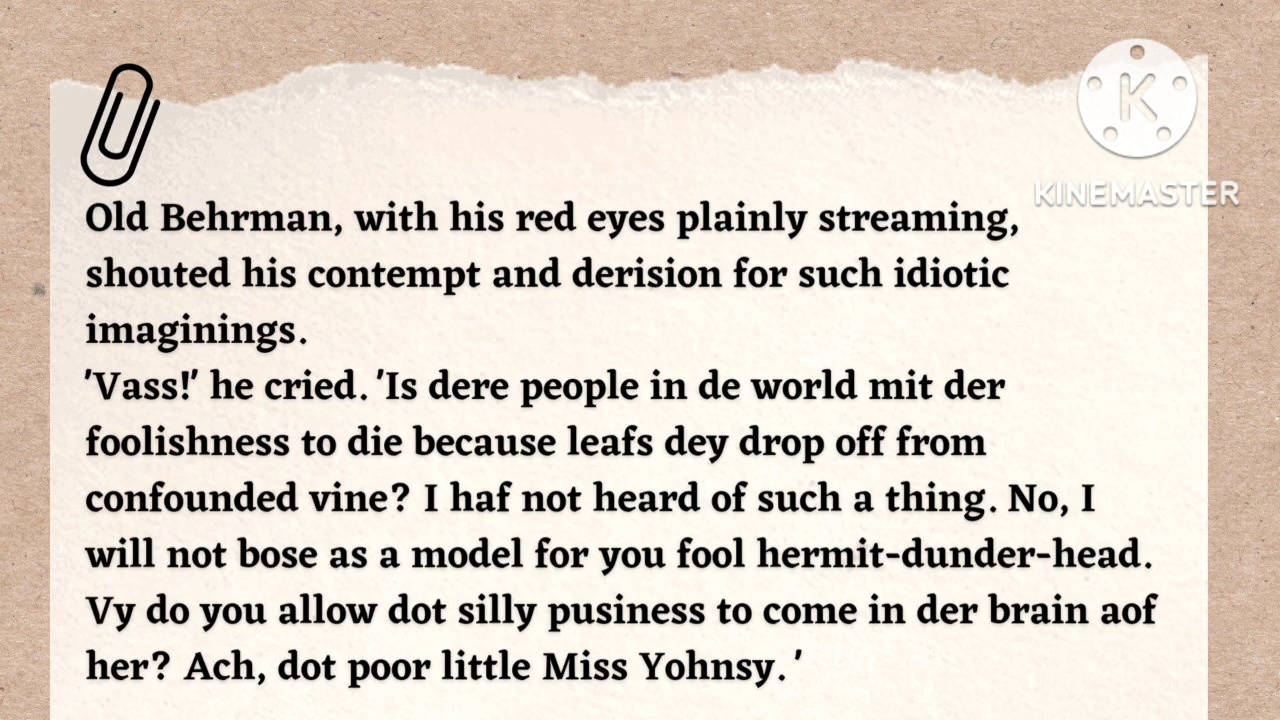 K
KINEMASTER
Old Behrman, with his red eyes plainly streaming,
shouted his contempt and derision for such idiotic
imaginings.
'Vass!' he cried. 'Is dere people in de world mit der
foolishness to die because leafs dey drop off from
confounded vine? I haf not heard of such a thing. No, I
will not bose as a model for you fool hermit-dunder-head.
Vy do you allow dot silly pusiness to come in der brain aof
her? Ach, dot poor little Miss Yohnsy.'